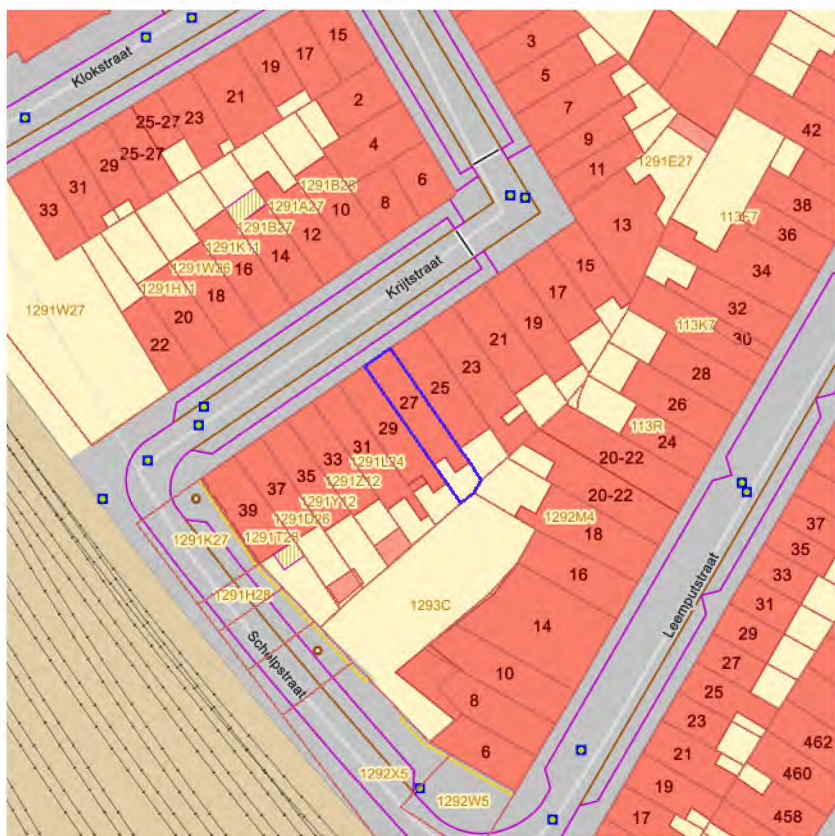 Klokstraat
15
17
19
21
23
25-27
25-27
29
31
33
2
4
6
8
10
12
14
16
18
20
22
1291B28
1291A27
1291B27
1291K11
1291W26
1291H11
1291W27
Krijtstraat
3
5
7
9
11
13
15
17
19
21
23
25
27
29
31
33
35
37
39
1291E27
113F7
42
38
36
34
32
30
28
26
24
113K7
113R
20-22
20-22
18
16
14
10
8
6
1292M4
1291L24
1291Z12
1291Y12
1291D26
1291T28
1291K27
1291H28
1293C
Schelpstraat
1292X5
1292W5
Leemputstraat
37
35
33
31
29
27
25
23
21
19
17
462
460
458